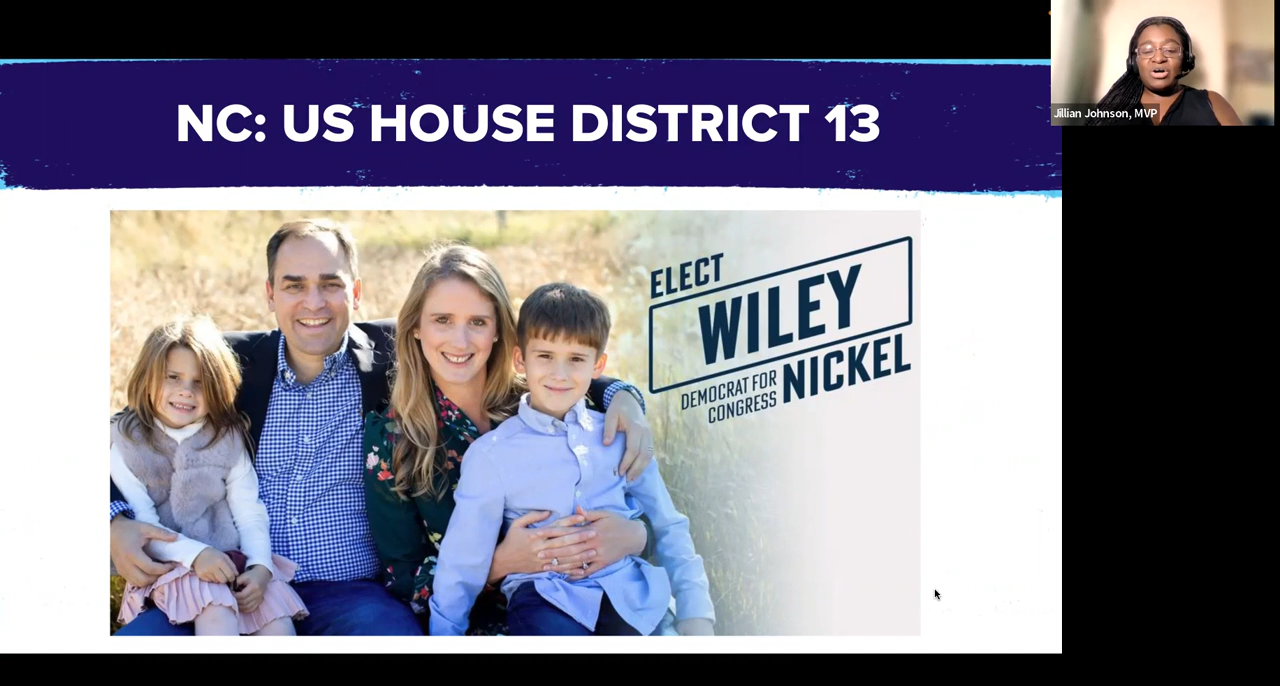 NC: US HOUSE DISTRICT 13
Jillian Johnson, MVP
ELECT
WILEY
DEMOCRAT FOR
CONGRESS
NICKEL